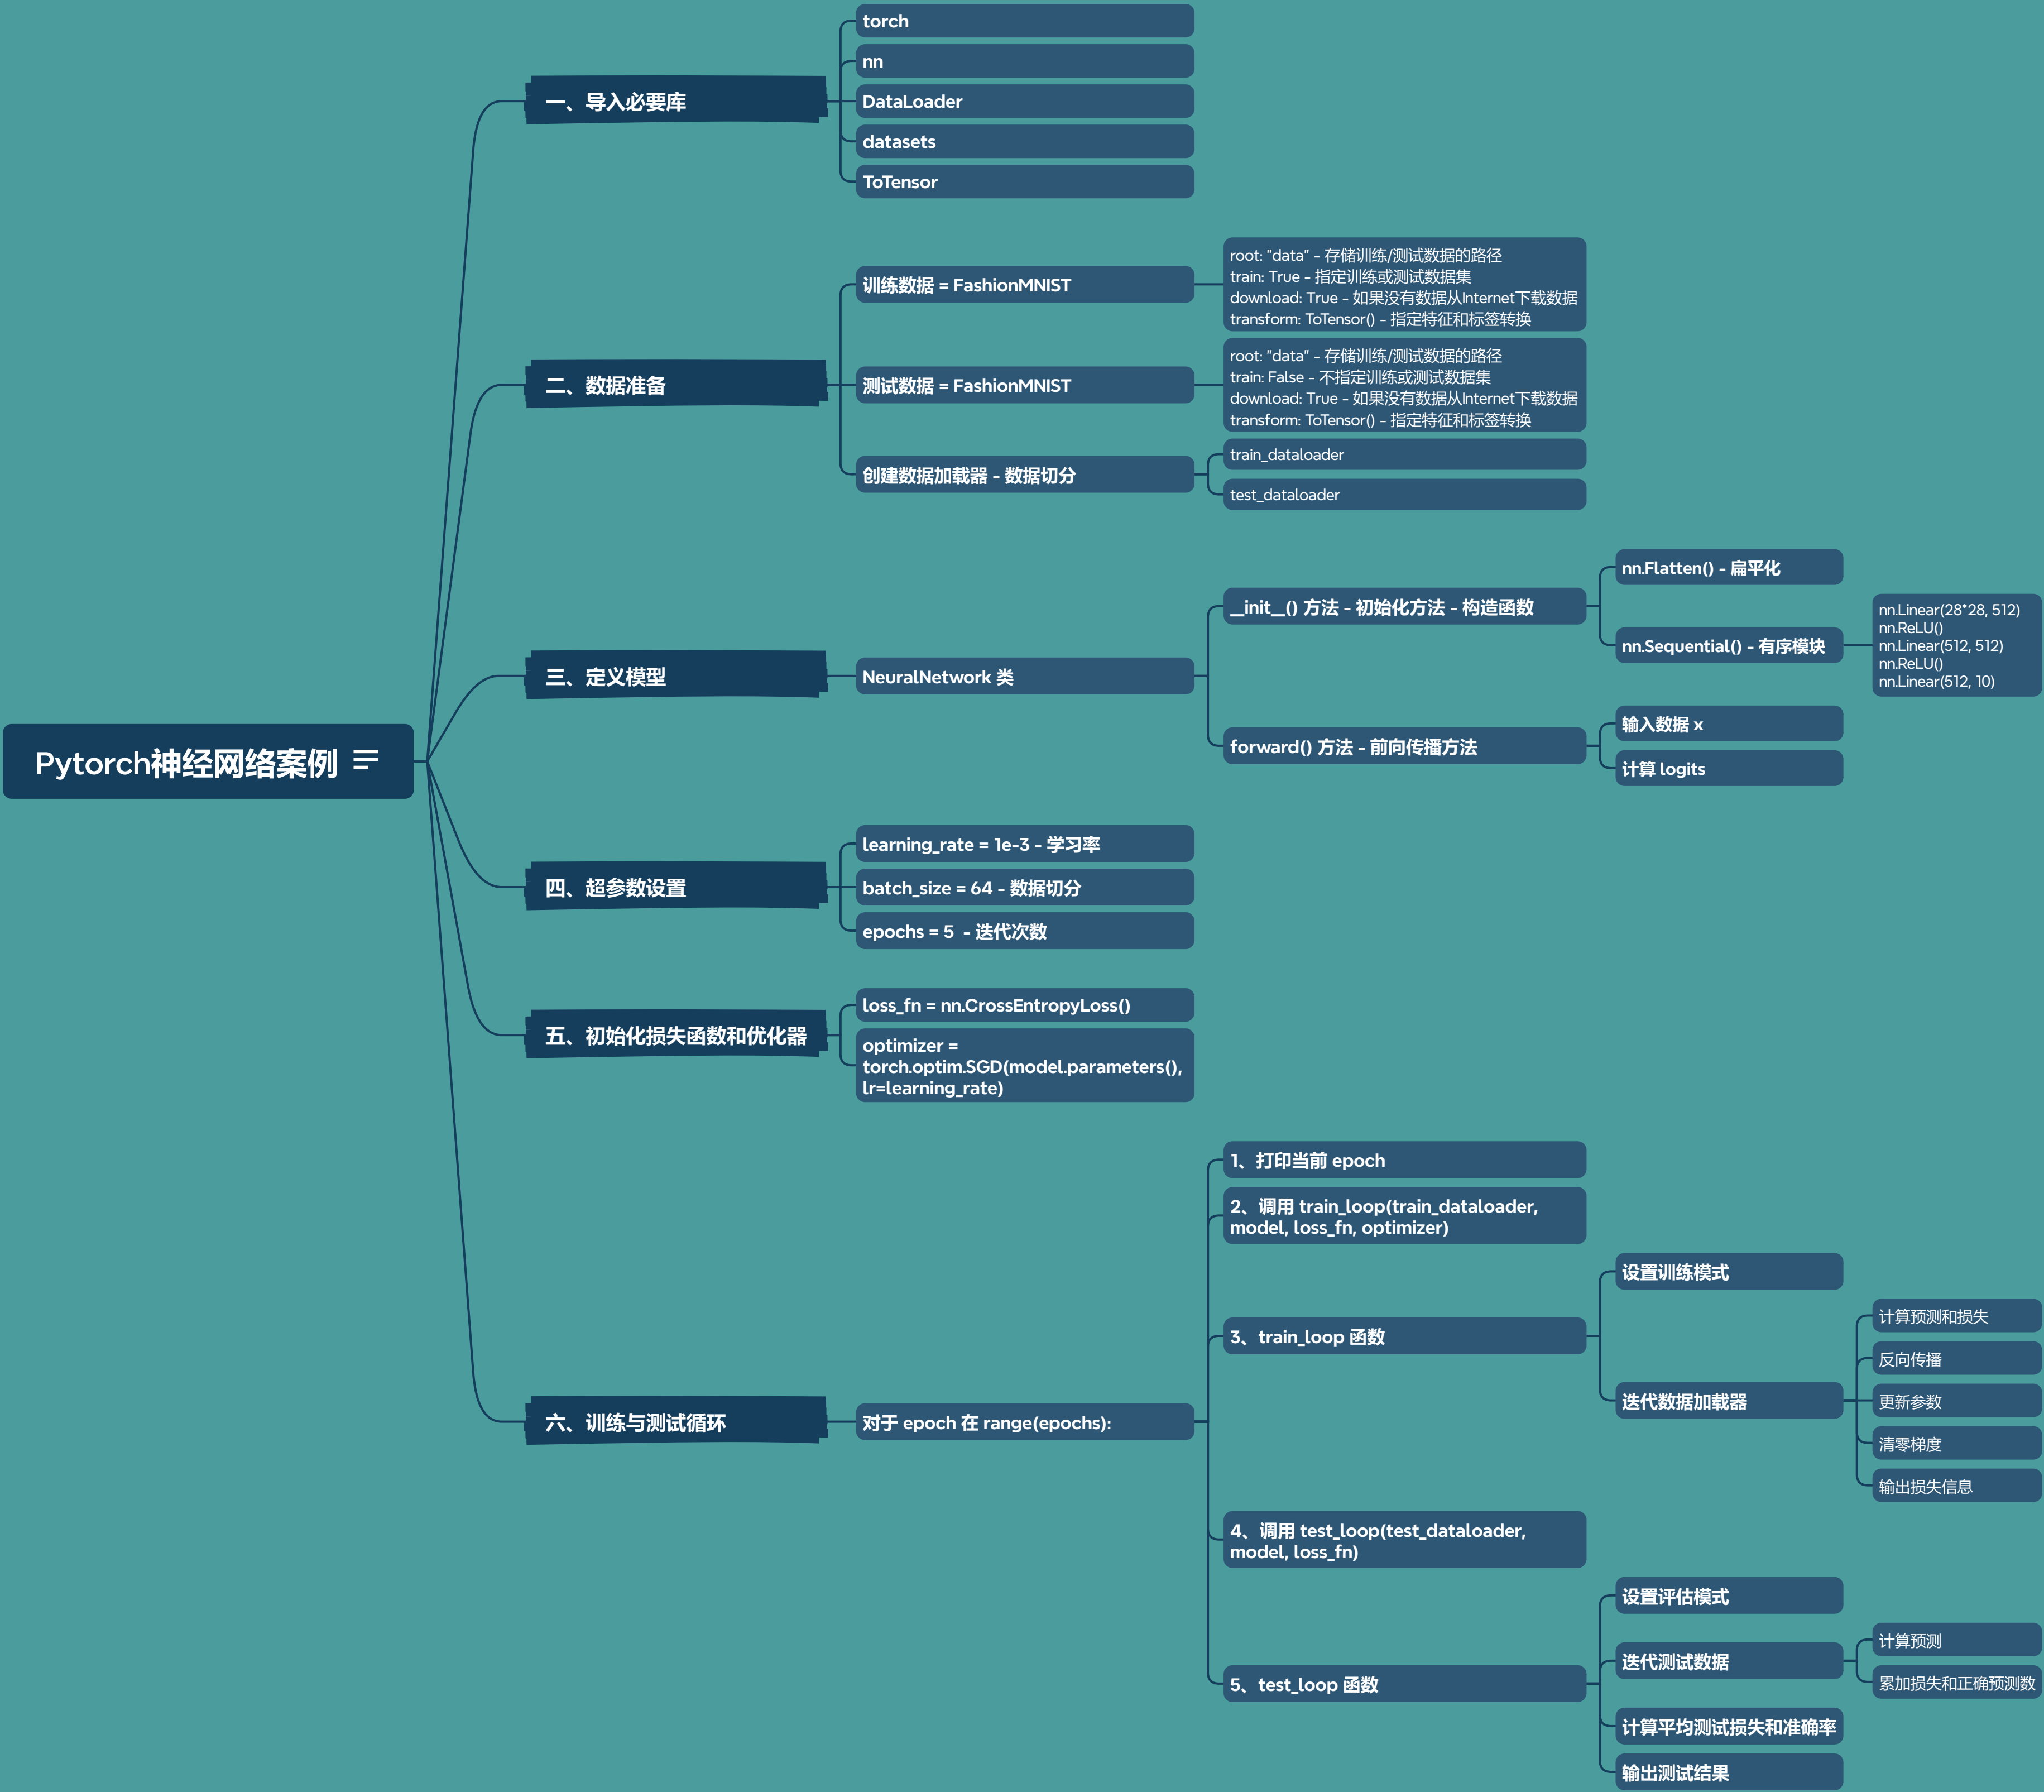 Pytorch神经网络案例
一、导入必要库
torch
nn
DataLoader
datasets
ToTensor
二、数据准备
训练数据 = FashionMNIST
root: "data" - 存储训练/测试数据的路径
train: True - 指定训练或测试数据集
download: True - 如果没有数据从Internet下载数据
transform: ToTensor() - 指定特征和标签转换
测试数据 = FashionMNIST
root: "data" - 存储训练/测试数据的路径
train: False - 不指定训练或测试数据集
download: True - 如果没有数据从Internet下载数据
transform: ToTensor() - 指定特征和标签转换
创建数据加载器 - 数据切分
train_dataloader
test_dataloader
三、定义模型
NeuralNetwork 类
__init__() 方法 - 初始化方法 - 构造函数
nn.Flatten() - 扁平化
nn.Sequential() - 有序模块
nn.Linear(28*28, 512)
nn.ReLU()
nn.Linear(512, 512)
nn.ReLU()
nn.Linear(512, 10)
forward() 方法 - 前向传播方法
输入数据 x
计算 logits
四、超参数设置
learning_rate = 1e-3 - 学习率
batch_size = 64 - 数据切分
epochs = 5  - 迭代次数
五、初始化损失函数和优化器
loss_fn = nn.CrossEntropyLoss()
optimizer =
torch.optim.SGD(model.parameters(),
lr=learning_rate)
六、训练与测试循环
对于 epoch 在 range(epochs):
1、打印当前 epoch
2、调用 train_loop(train_dataloader,
model, loss_fn, optimizer)
3、train_loop 函数
设置训练模式
迭代数据加载器
计算预测和损失
反向传播
更新参数
清零梯度
输出损失信息
4、调用 test_loop(test_dataloader,
model, loss_fn)
5、test_loop 函数
设置评估模式
迭代测试数据
计算预测
累加损失和正确预测数
计算平均测试损失和准确率
输出测试结果